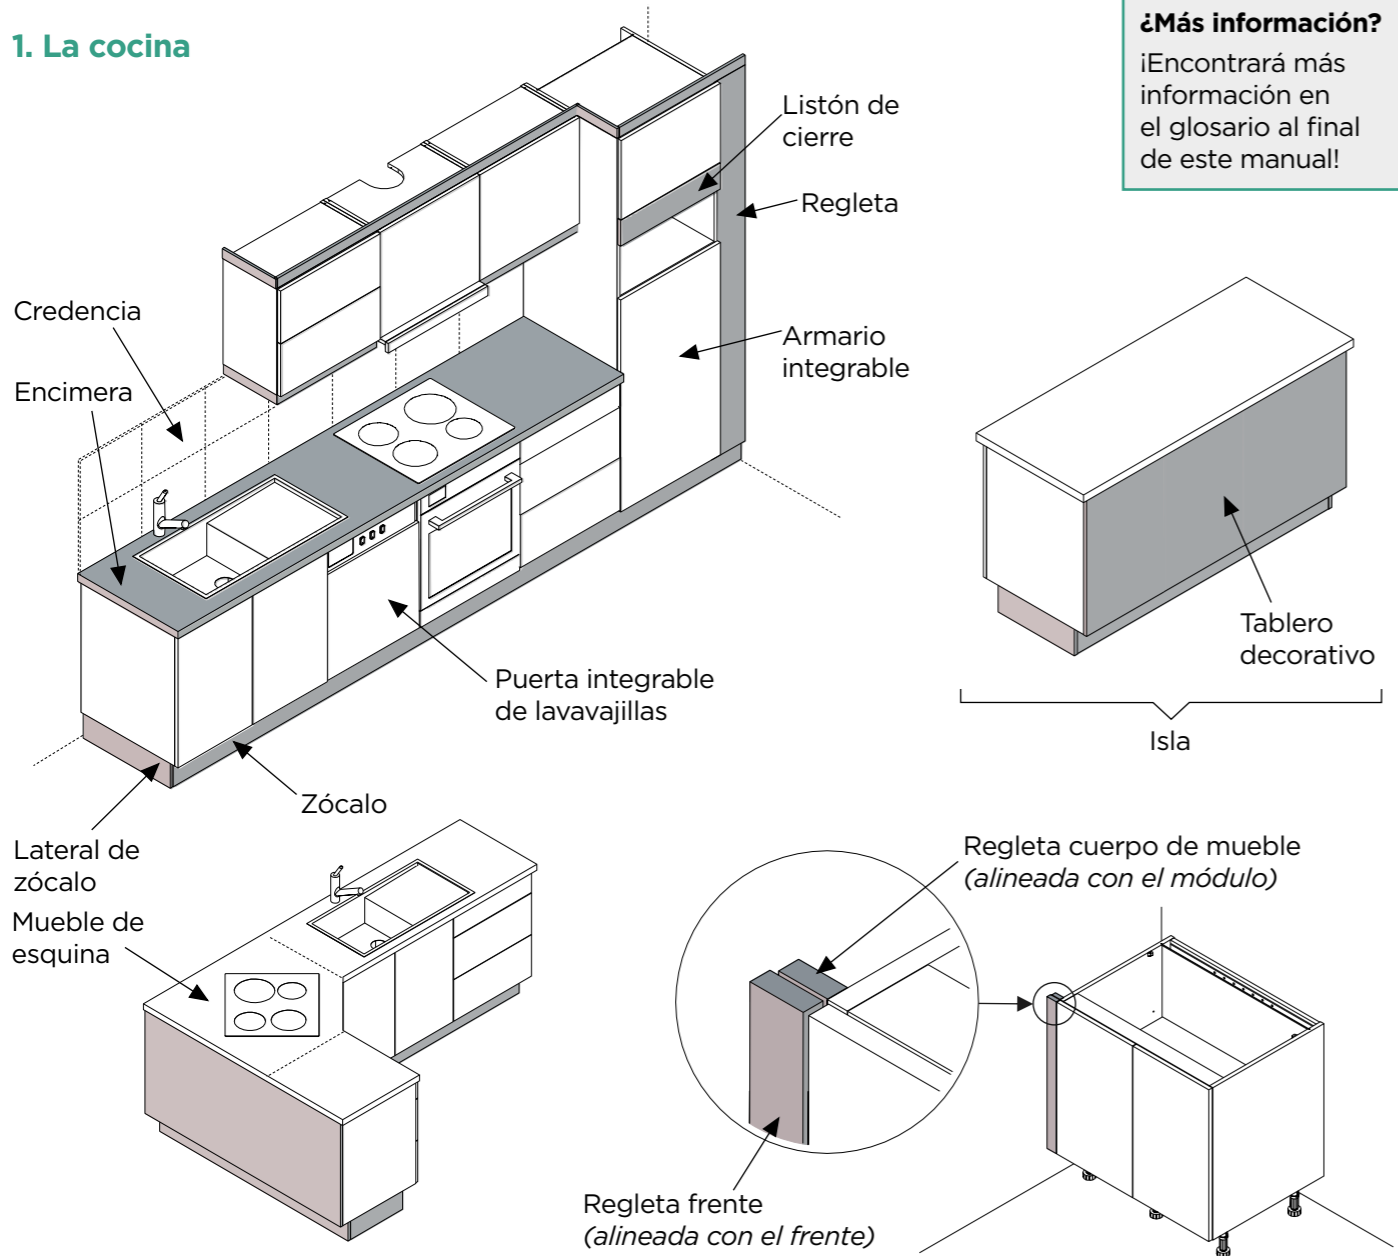 1. La cocina
¿Más información?
¡Encontrará más
información en
el glosario al final
de este manual!
Listón de
cierre
Regleta
Credencia
Encimera
Armario
integrable
Puerta integrable
de lavavajillas
Zócalo
Lateral de
zócalo
Tablero
decorativo
Isla
Mueble de
esquina
Regleta cuerpo de mueble
(alineada con el módulo)
Regleta frente
(alineada con el frente)